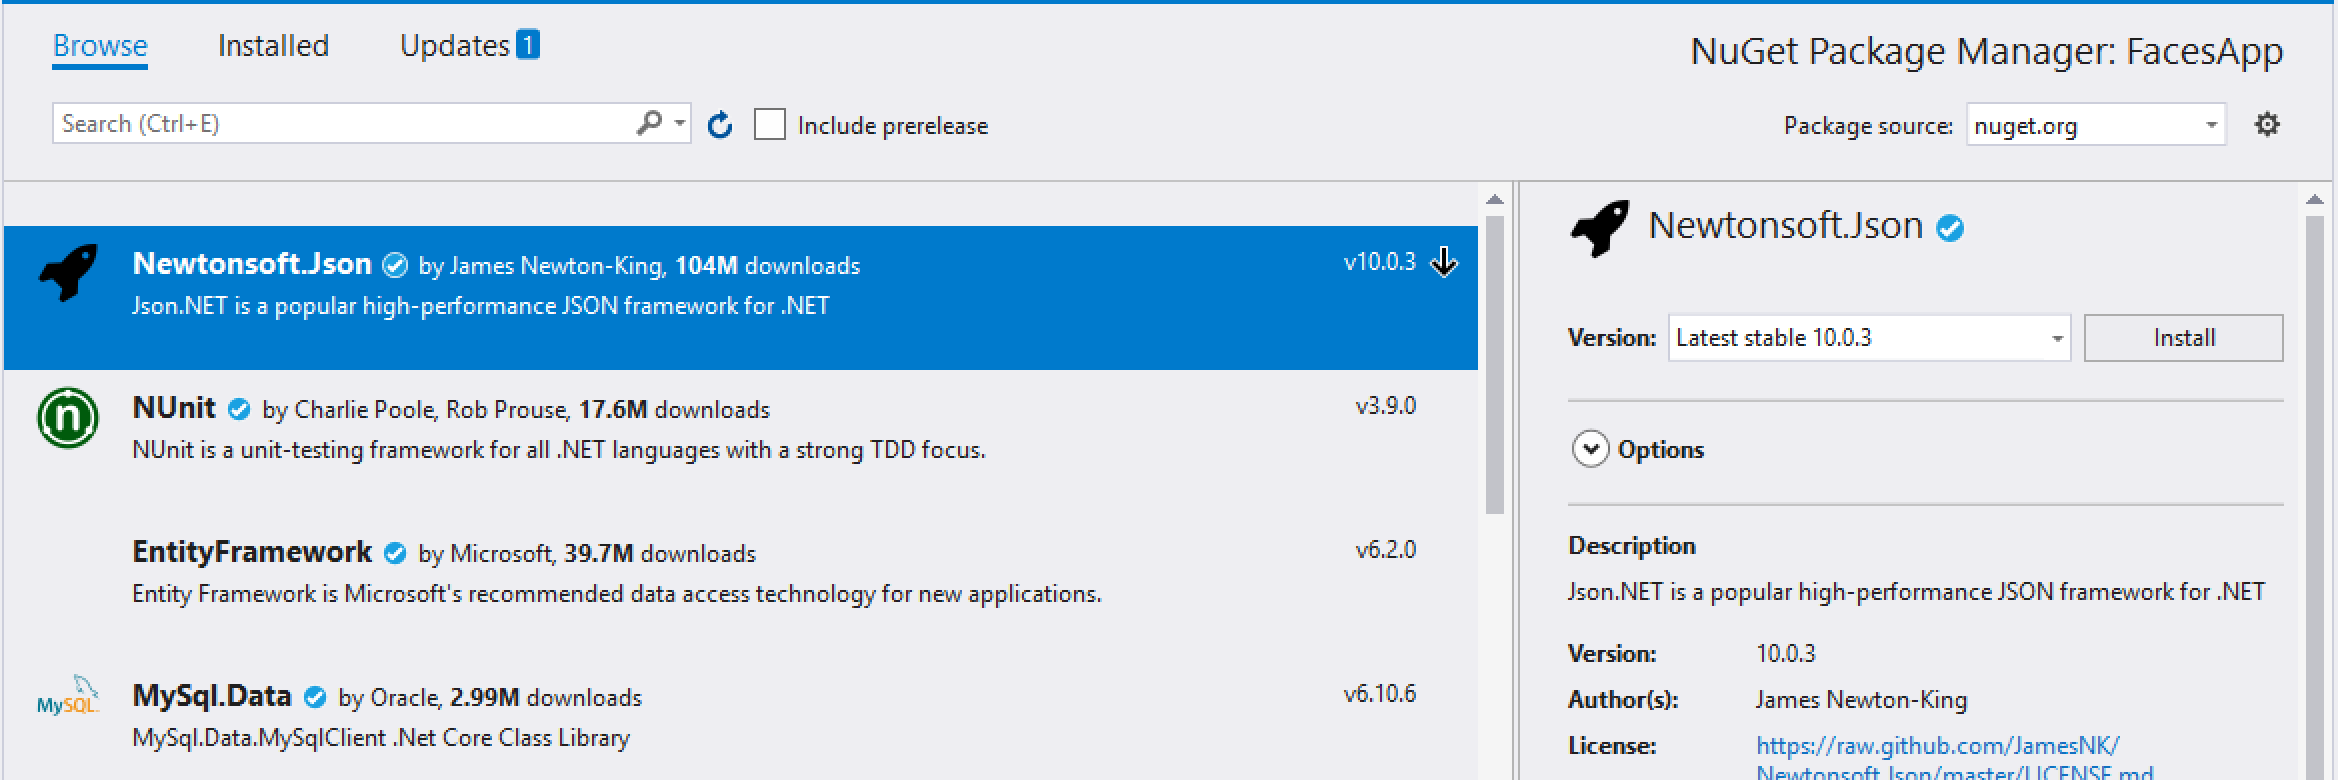 Browse Installed Updates 1
NuGet Package Manager: FacesApp
Search (Ctrl+E) Include prerelease
Package source: nuget.org
Newtonsoft.Json by James Newton-King, 104M downloads v10.0.3
Json.NET is a popular high-performance JSON framework for .NET
n
NUnit by Charlie Poole, Rob Prouse, 17.6M downloads v3.9.0
NUnit is a unit-testing framework for all .NET languages with a strong TDD focus.
EntityFramework by Microsoft, 39.7M downloads v6.2.0
Entity Framework is Microsoft's recommended data access technology for new applications.
MySQL
MySql.Data by Oracle, 2.99M downloads v6.10.6
MySql.Data.MySqlClient .Net Core Class Library
Newtonsoft.Json
Version: Latest stable 10.0.3 Install
Options
Description
Json.NET is a popular high-performance JSON framework for .NET
Version: 10.0.3
Author(s): James Newton-King
License: https://raw.github.com/JamesNK/
Newtonsoft.Json/master/LICENSE.md